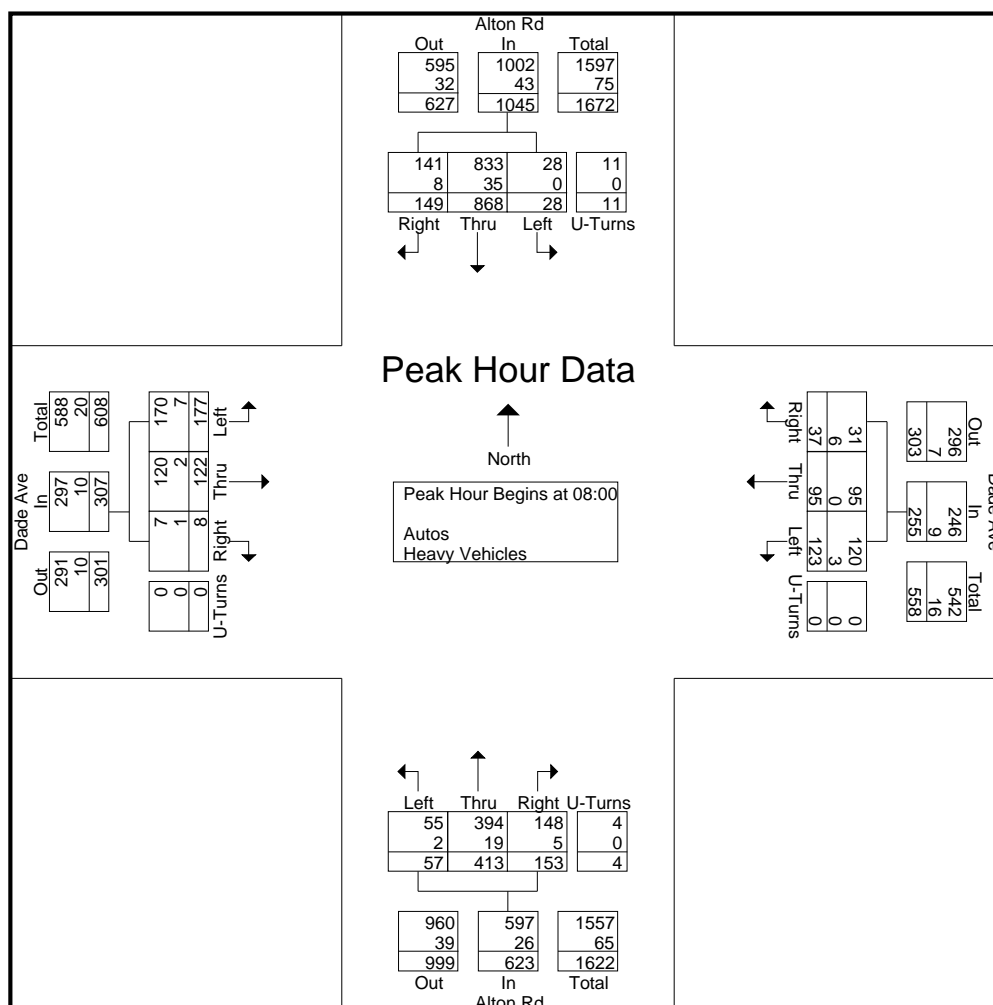 Alton Rd
Out In Total
595 1002 1597
32 43 75
627 1045 1672
141 833 28 11
8 35 0 0
149 868 28 11
Right Thru Left U-Turns
Peak Hour Data
North
Peak Hour Begins at 08:00
Autos
Heavy Vehicles
Dade Ave
Out In Total
291 297 588
10 10 20
301 307 608
0 7 120 170
0 1 2 7
0 8 122 177
U-Turns Right Thru Left
Dade Ave
Out In Total
296 246 542
7 9 16
303 255 558
31 95 120 0
6 0 3 0
37 95 123 0
Right Thru Left U-Turns
Left Thru Right U-Turns
55 394 148 4
2 19 5 0
57 413 153 4
960 597 1557
39 26 65
999 623 1622
Out In Total
Alton Rd